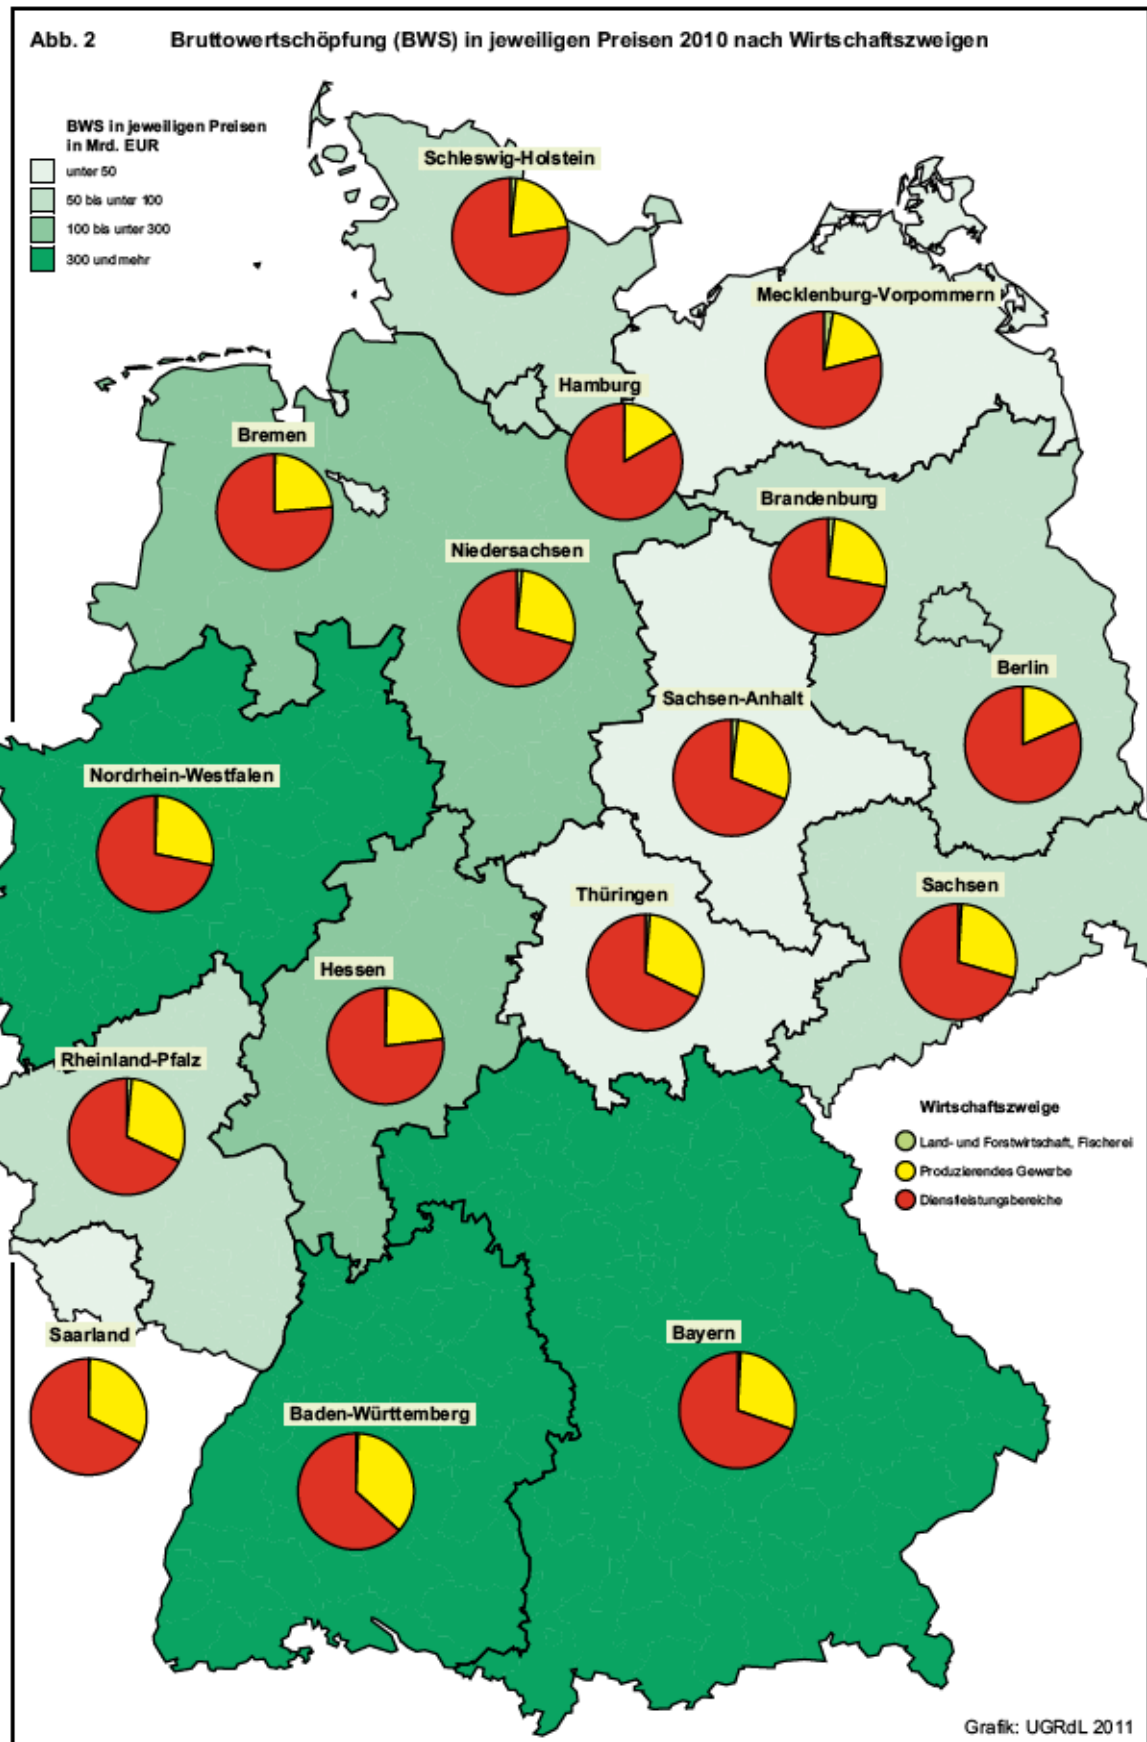 Abb. 2 Bruttowertschöpfung (BWS) in jeweiligen Preisen 2010 nach Wirtschaftszweigen
BWS in jeweiligen Preisen
in Mrd. EUR
unter 50
50 bis unter 100
100 bis unter 300
300 und mehr
Schleswig-Holstein
Mecklenburg-Vorpommern
Hamburg
Bremen
Brandenburg
Niedersachsen
Berlin
Sachsen-Anhalt
Nordrhein-Westfalen
Sachsen
Thüringen
Hessen
Rheinland-Pfalz
Wirtschaftszweige
Land- und Forstwirtschaft, Fischerei
Produzierendes Gewerbe
Dienstleistungsbereiche
Saarland
Bayern
Baden-Württemberg
Grafik: UGRdL 2011